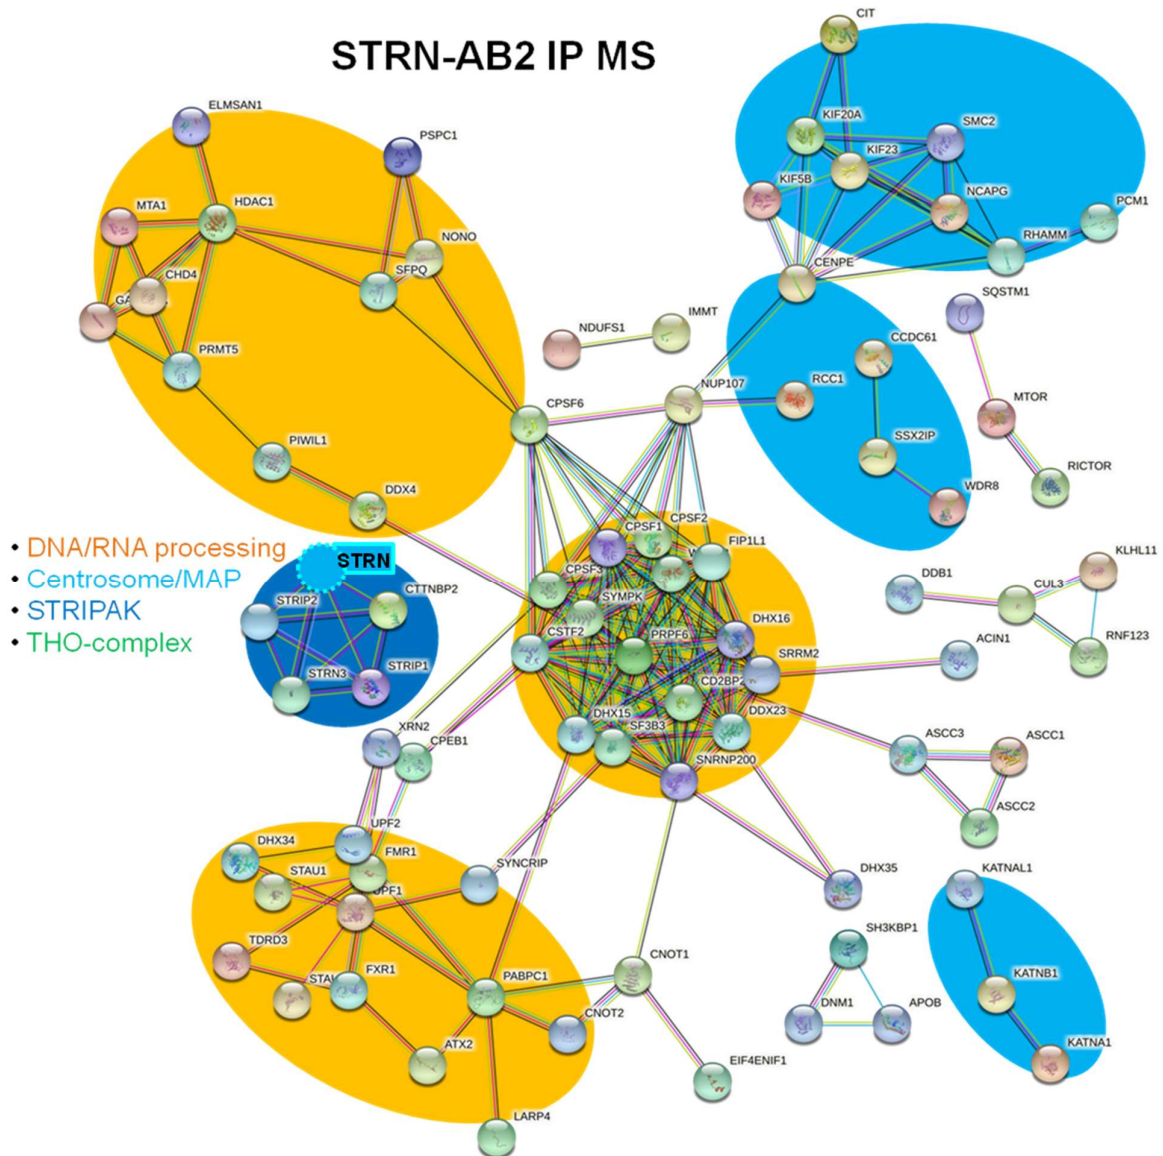 STRN-AB2 IP MS
CIT
ELMSAN1
PSPC1
KIF20A
SMC2
KIF23
KIF5B
NCAPG
PCM1
MTA1
HDAC1
NONO
RHAMM
CHD4
SFPQ
CENPE
SQSTM1
NDUFS1
IMMT
CCDC61
PRMT5
RCC1
NUP107
MTOR
CPSF6
SSX2IP
RICTOR
PIWIL1
WDR8
DDX4
CPSF1
CPSF2
FIP1L1
• DNA/RNA processing
• Centrosome/MAP
• STRIPAK
• THO-complex
STRN
CPSF3
KLHL11
DDB1
CUL3
STRIP2
CTTNBP2
SYMPK
DHX16
CSTF2
PRPF6
SRRM2
ACIN1
RNF123
STRN3
STRIP1
CD2BP2
XRN2
CPEB1
DHX15
SF3B3
DDX23
SNRNP200
ASCC3
ASCC1
ASCC2
DHX34
UPF2
FMR1
STAU1
UPF1
SYNCRIP
DHX35
KATNAL1
TDRD3
FXR1
PABPC1
CNOT1
SH3KBP1
KATNB1
CNOT2
DNM1
APOB
ATX2
KATNA1
EIF4ENIF1
LARP4